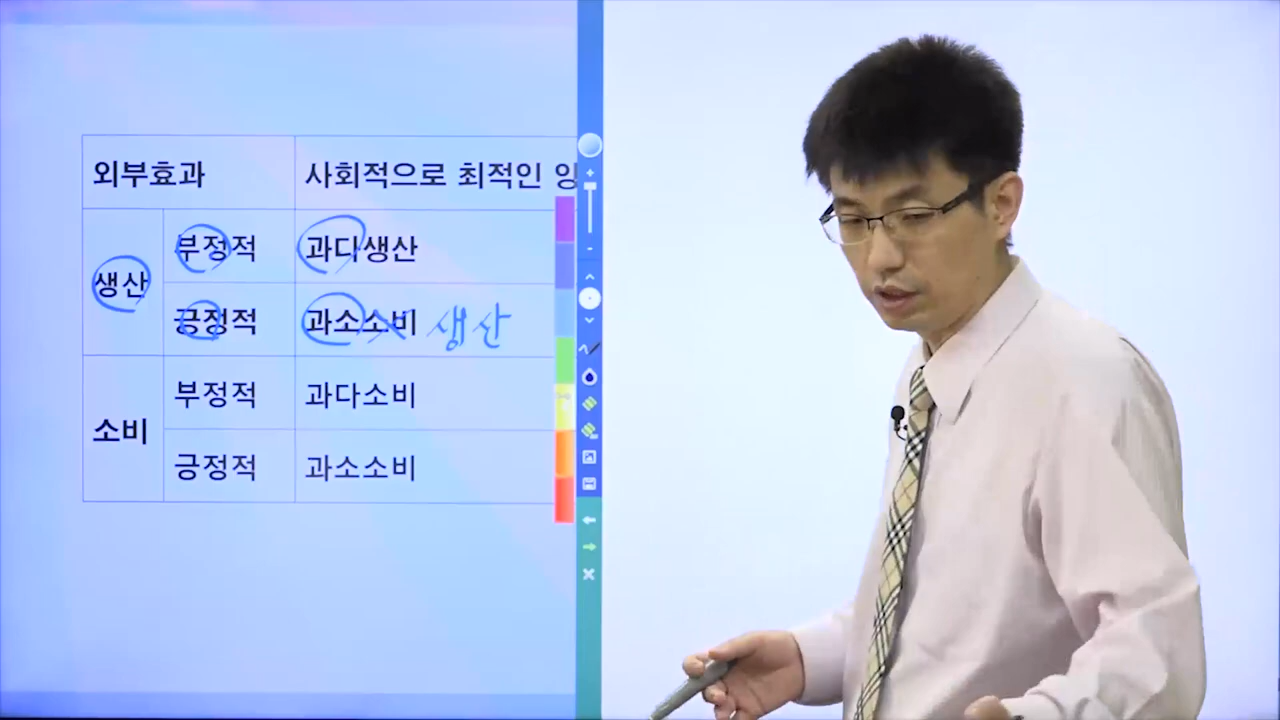 외부효과 사회적으로 최적인 양
부정적 과다생산
생산
긍정적 과소소비 생산
부정적 과다소비
소비
긍정적 과소소비